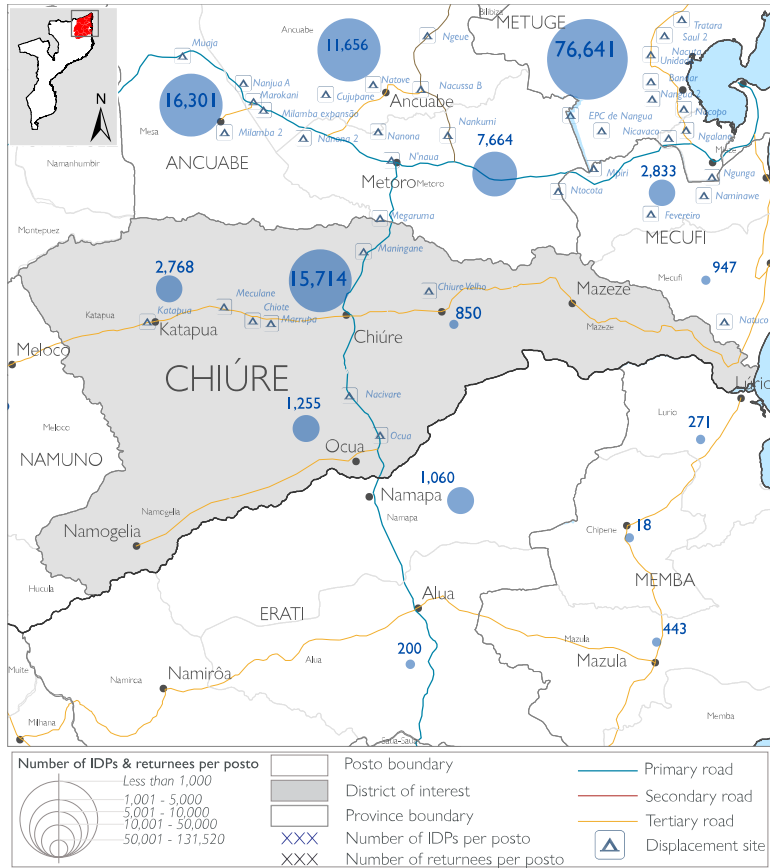 Ancuabe
Bilibiza
METUGE
Tratara
Saul 2
Ngeue
11,656
76,641
Nacuta
Unidade
Muaja
Nanjua A
Marokani
Natove
Nacussa B
Cujupane
Ancuabe
Nangua 2
Nacopo
16,301
Milamba expansão
EPC de Nangua
Nicavaco
Ngalane
Mesa
Milamba 2
Nanona 2
Nanona
Nankumi
N
ANCUABE
N'naua
7,664
Namanhumbir
Metoro
Metoro
Mpiri
2,833
Ngunga
Ntocota
Naminawe
Megaruma
Fevereiro
Montepuez
MECUFI
Maningane
2,768
15,714
Mecufi
947
Meculane
Chiure Velho
Mazeze
Katapua
Katapua
Chiote
Marrupa
850
Katapua
Chiúre
Mazeze
Natuco
Meloco
CHIÚRE
Nacivare
Lúrio
1,255
Lurio
271
Meloco
Ocua
NAMUNO
Ocua
1,060
Namapa
Namogelia
Namapa
Chipene
18
Namogelia
MEMBA
Hucula
ERATI
Alua
443
Mazula
200
Mazula
Alua
Muite
Namiroa
Namirôa
Memba
Milhana
Number of IDPs & returnees per posto
Less than 1,000
1,001 - 5,000
5,001 - 10,000
10,001 - 50,000
50,001 - 131,520
Posto boundary
District of interest
Province boundary
XXX Number of IDPs per posto
XXX Number of returnees per posto
Primary road
Secondary road
Tertiary road
Displacement site